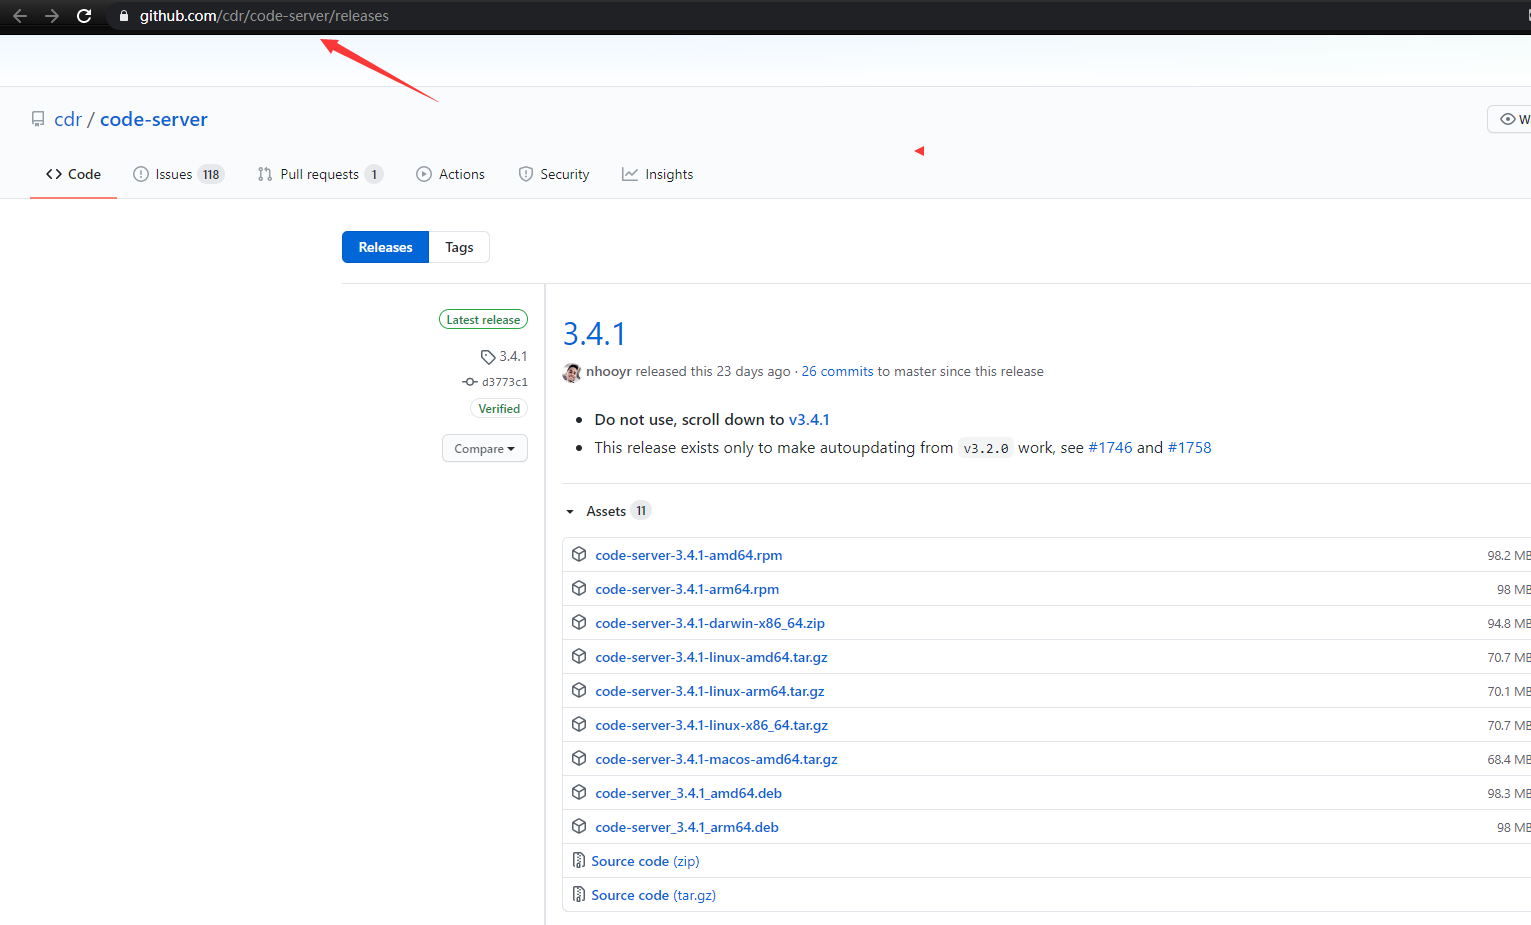 github.com/cdr/code-server/releases
cdr / code-server
W
Code Issues 118 Pull requests 1 Actions Security Insights
Releases Tags
Latest release
3.4.1
d3773c1
Verified
Compare
3.4.1
nhooyr released this 23 days ago · 26 commits to master since this release
• Do not use, scroll down to v3.4.1
• This release exists only to make autoupdating from v3.2.0 work, see #1746 and #1758
Assets 11
code-server-3.4.1-amd64.rpm 98.2 MB
code-server-3.4.1-arm64.rpm 98 MB
code-server-3.4.1-darwin-x86_64.zip 94.8 MB
code-server-3.4.1-linux-amd64.tar.gz 70.7 MB
code-server-3.4.1-linux-arm64.tar.gz 70.1 MB
code-server-3.4.1-linux-x86_64.tar.gz 70.7 MB
code-server-3.4.1-macos-amd64.tar.gz 68.4 MB
code-server_3.4.1_amd64.deb 98.3 MB
code-server_3.4.1_arm64.deb 98 MB
Source code (zip)
Source code (tar.gz)